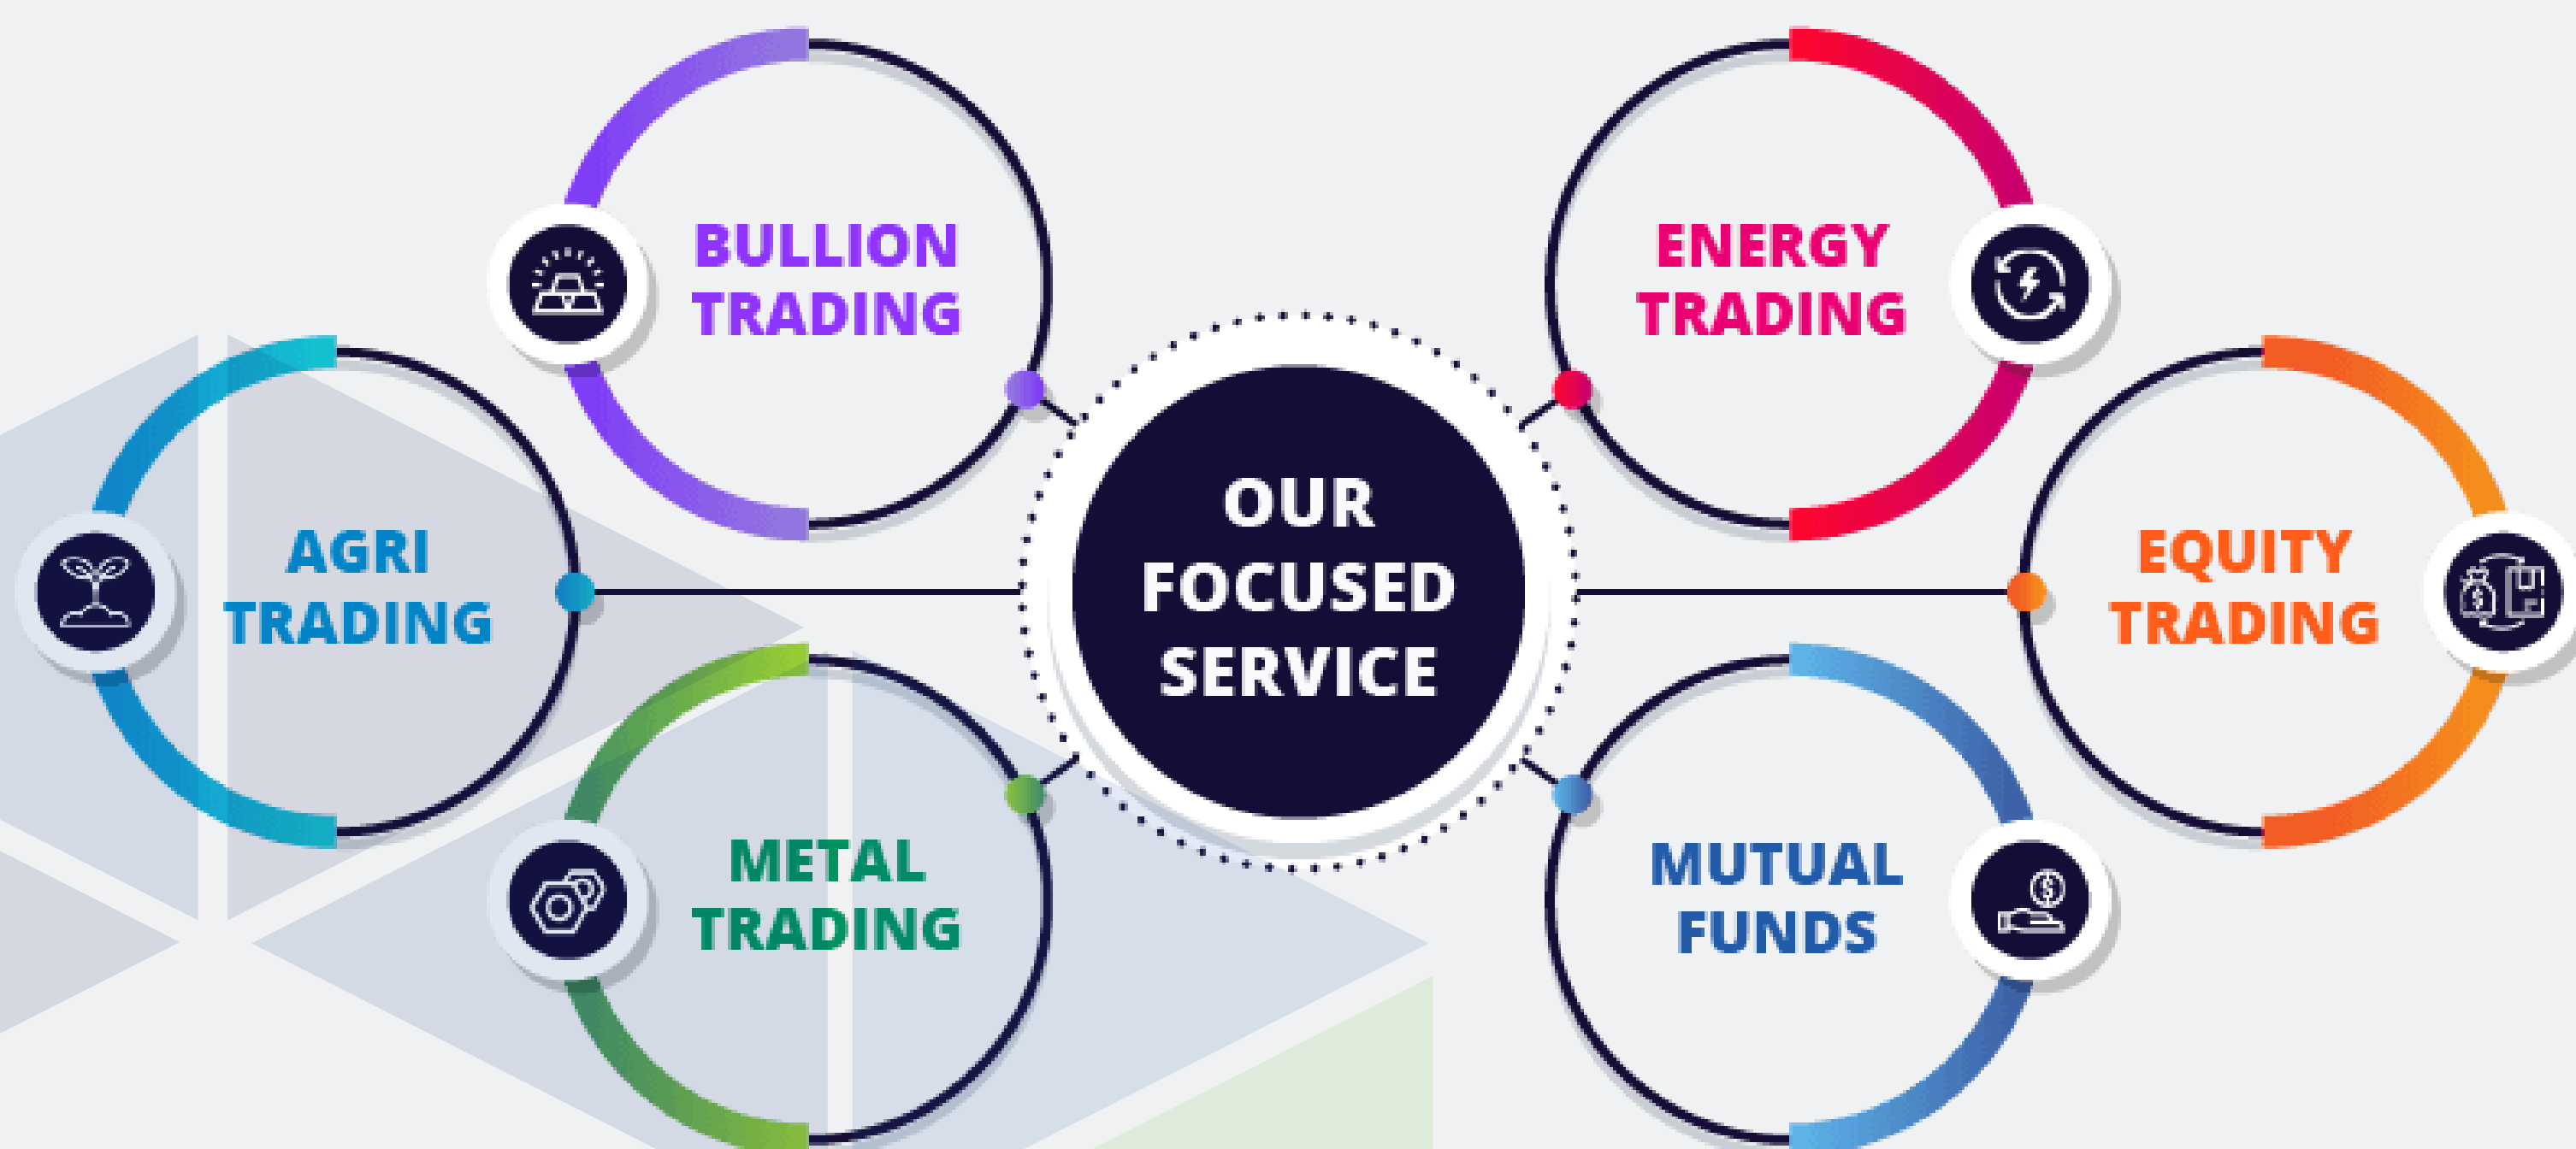 BULLION
TRADING
ENERGY
TRADING
AGRI
TRADING
OUR
FOCUSED
SERVICE
EQUITY
TRADING
METAL
TRADING
MUTUAL
FUNDS